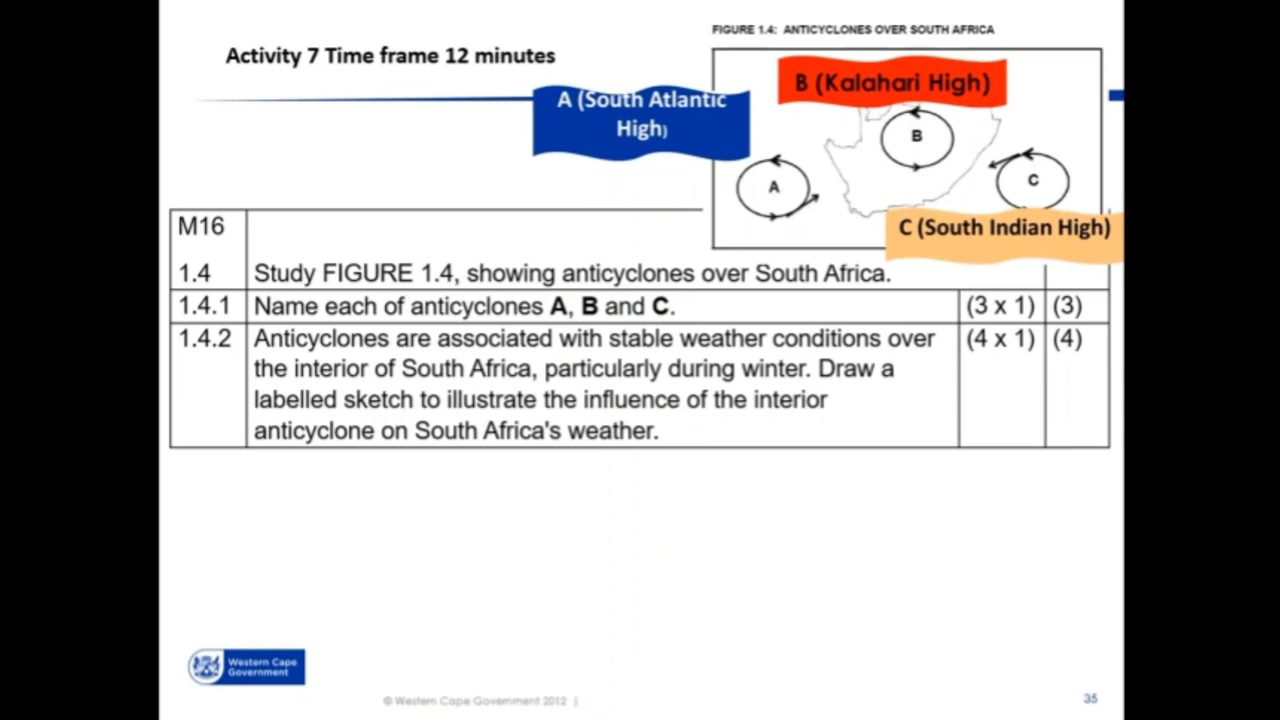 FIGURE 1.4: ANTICYCLONES OVER SOUTH AFRICA
Activity 7 Time frame 12 minutes
B (Kalahari High)
A (South Atlantic
High)
B
A
C
C (South Indian High)
M16
1.4 Study FIGURE 1.4, showing anticyclones over South Africa.
1.4.1 Name each of anticyclones A, B and C. (3 x 1) (3)
1.4.2 Anticyclones are associated with stable weather conditions over (4 x 1) (4)
the interior of South Africa, particularly during winter. Draw a
labelled sketch to illustrate the influence of the interior
anticyclone on South Africa's weather.
Western Cape
Government
© Western Cape Government 2012 |
35